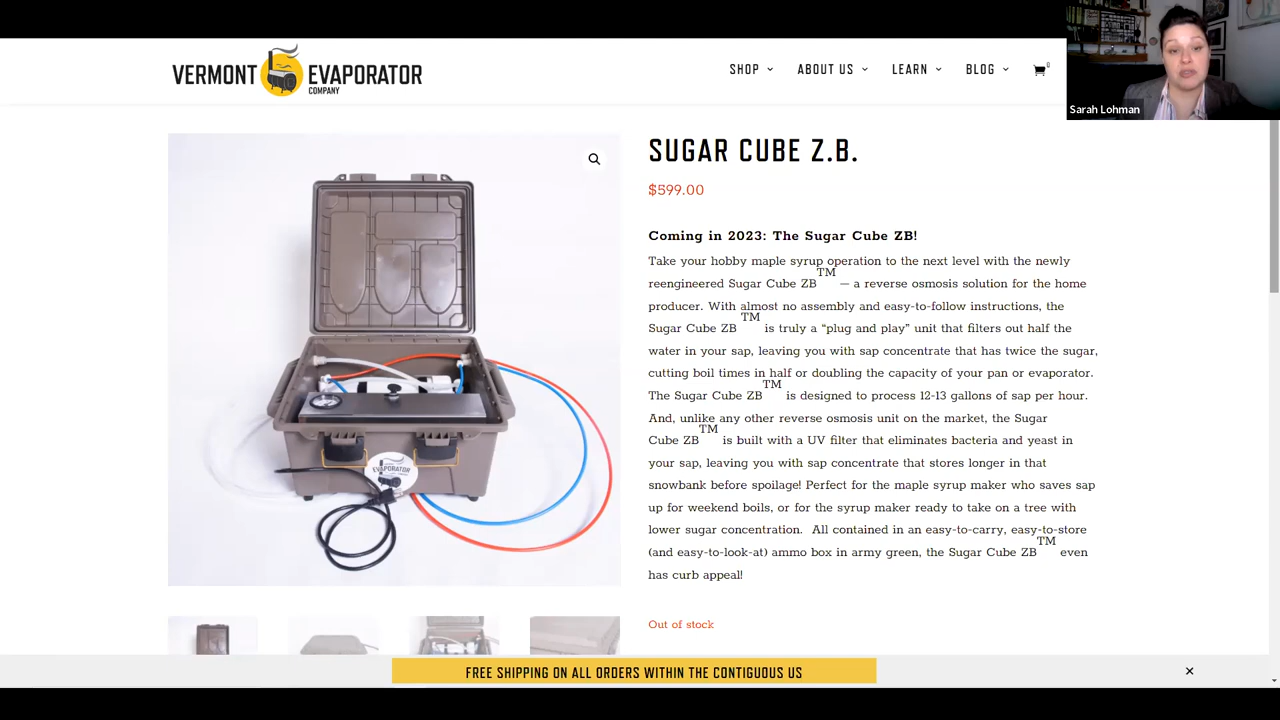 VERMONT EVAPORATOR
COMPANY
SHOP
ABOUT US
LEARN
BLOG
0
Sarah Lohman
SUGAR CUBE Z.B.
$599.00
Coming in 2023: The Sugar Cube ZB!
Take your hobby maple syrup operation to the next level with the newly
reengineered Sugar Cube ZB™ — a reverse osmosis solution for the home
producer. With almost no assembly and easy-to-follow instructions, the
Sugar Cube ZB™ is truly a “plug and play” unit that filters out half the
water in your sap, leaving you with sap concentrate that has twice the sugar,
cutting boil times in half or doubling the capacity of your pan or evaporator.
The Sugar Cube ZB™ is designed to process 12-13 gallons of sap per hour.
And, unlike any other reverse osmosis unit on the market, the Sugar
Cube ZB™ is built with a UV filter that eliminates bacteria and yeast in
your sap, leaving you with sap concentrate that stores longer in that
snowbank before spoilage! Perfect for the maple syrup maker who saves sap
up for weekend boils, or for the syrup maker ready to take on a tree with
lower sugar concentration. All contained in an easy-to-carry, easy-to-store
(and easy-to-look-at) ammo box in army green, the Sugar Cube ZB™ even
has curb appeal!
VERMONT
EVAPORATOR
Out of stock
FREE SHIPPING ON ALL ORDERS WITHIN THE CONTIGUOUS US